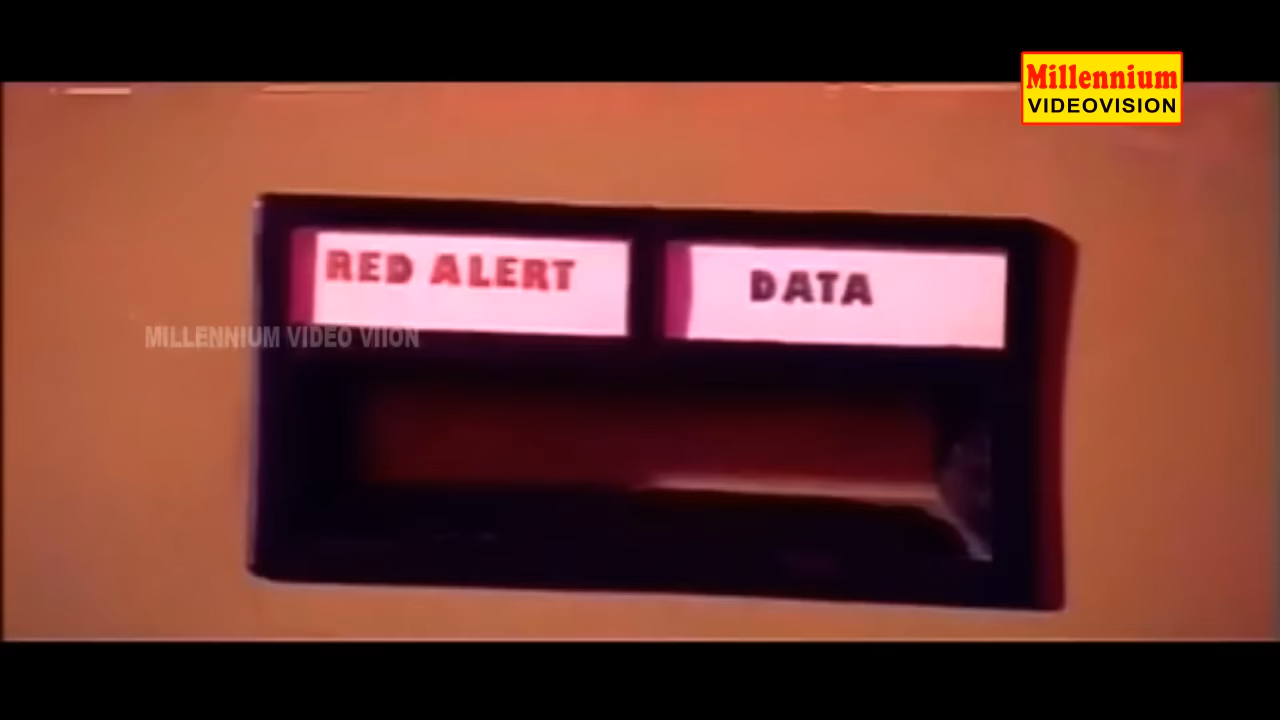 Millennium
VIDEOVISION
RED ALERT
DATA
MILLENNIUM VIDEO VIION